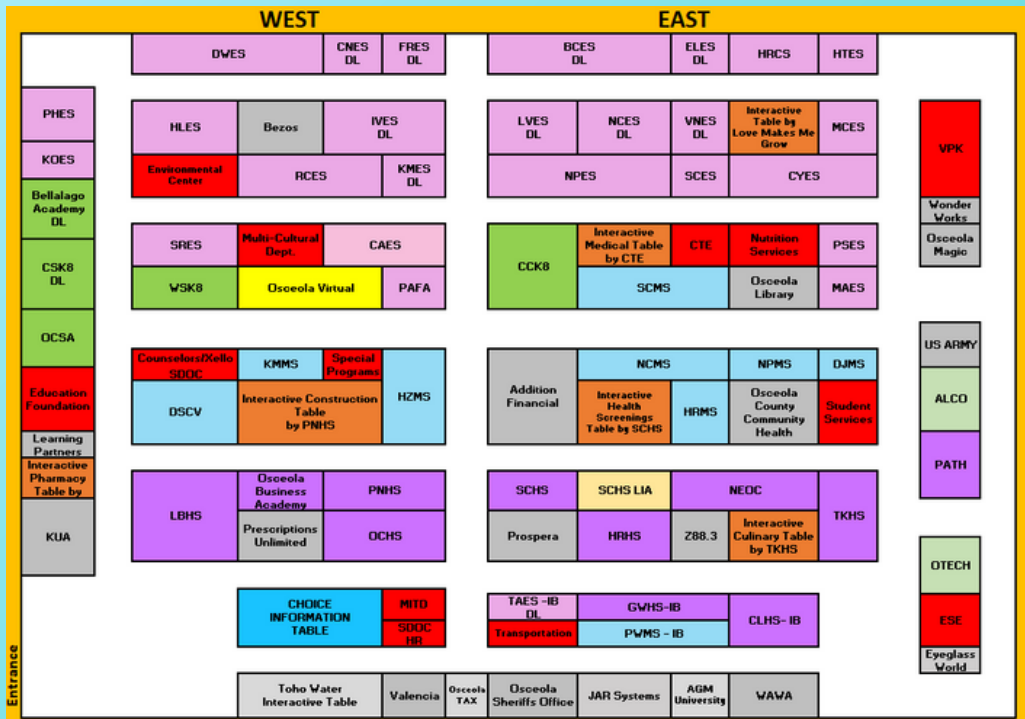 WEST
EAST
DWES
CNES
DL
FRES
DL
BCES
DL
ELES
DL
HRCS
HTES
PHES
KOES
Bellalago
Academy
DL
CSK8
DL
OCSA
Education
Foundation
Learning
Partners
Interactive
Pharmacy
Table by
KUA
HLES
Bezos
IVES
DL
Environmental
Center
RCES
KMES
DL
LVES
DL
NCES
DL
VNES
DL
Interactive
Table by
Love Makes Me
Grow
MCES
NPES
SCES
CYES
VPK
Wonder
Works
Osceola
Magic
SRES
Multi-Cultural
Dept.
CAES
WSK8
Osceola Virtual
PAFA
CCK8
Interactive
Medical Table
by CTE
CTE
Nutrition
Services
PSES
SCMS
Osceola
Library
MAES
Counselors/Xello
SDOC
KMMS
Special
Programs
HZMS
DSCV
Interactive Construction
Table
by PNHS
Addition
Financial
NCMS
NPMS
DJMS
Interactive
Health
Screenings
Table by SCHS
HRMS
Osceola
County
Community
Health
Student
Services
US ARMY
ALCO
PATH
LBHS
Osceola
Business
Academy
PNHS
Prescriptions
Unlimited
OCHS
SCHS
SCHS LIA
NEOC
TKHS
Prospera
HRHS
Z88.3
Interactive
Culinary Table
by TKHS
OTECH
ESE
Eyeglass
World
CHOICE
INFORMATION
TABLE
MITD
SDOC
HR
TAES -IB
DL
GWHS-IB
CLHS- IB
Transportation
PWMS - IB
Entrance
Toho Water
Interactive Table
Valencia
Osceola
TAX
Osceola
Sheriffs Office
JAR Systems
AGM
University
WAWA